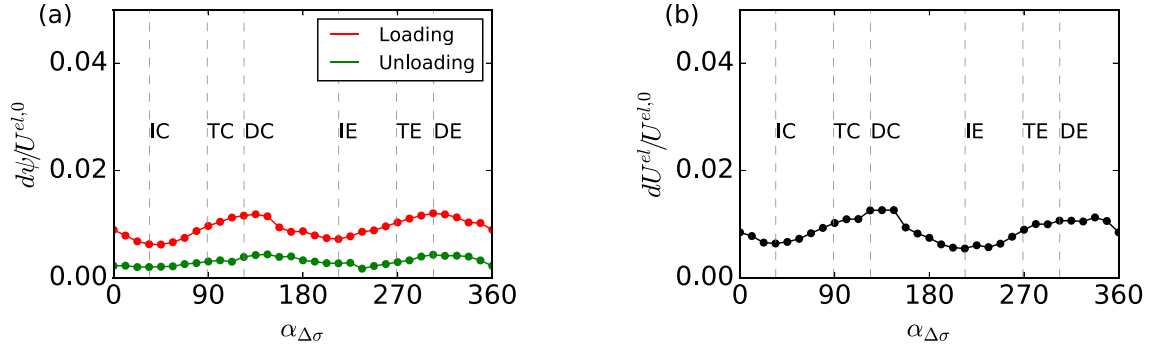 (a)
dψ/U^{el,0}
0.04
0.02
0.00
Loading
Unloading
IC
TC
DC
IE
TE
DE
0
90
180
270
360
α_{Δσ}
(b)
dU^{el}/U^{el,0}
0.04
0.02
0.00
IC
TC
DC
IE
TE
DE
0
90
180
270
360
α_{Δσ}